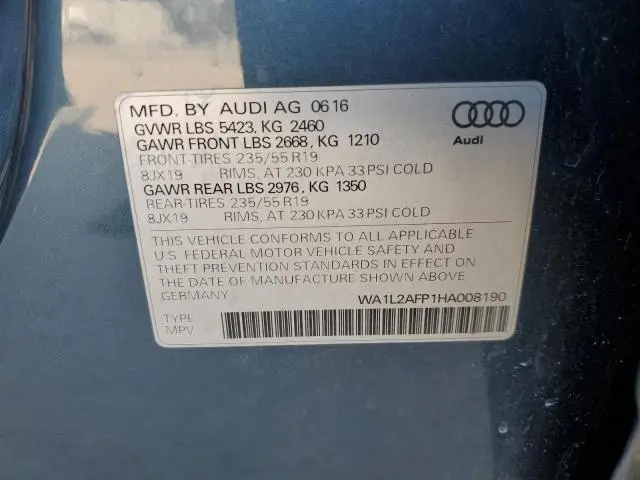 MFD. BY AUDI AG 06 16
GVWR LBS 5423, KG 2460
GAWR FRONT LBS 2668, KG 1210
FRONT-TIRES 235/55 R19
8JX19 RIMS, AT 230 KPA 33 PSI COLD
GAWR REAR LBS 2976, KG 1350
REAR-TIRES 235/55 R19
8JX19 RIMS, AT 230 KPA 33 PSI COLD
Audi
THIS VEHICLE CONFORMS TO ALL APPLICABLE
U.S. FEDERAL MOTOR VEHICLE SAFETY AND
THEFT PREVENTION STANDARDS IN EFFECT ON
THE DATE OF MANUFACTURE SHOWN ABOVE
GERMANY WA1L2AFP1HA008190
TYPE
MPV